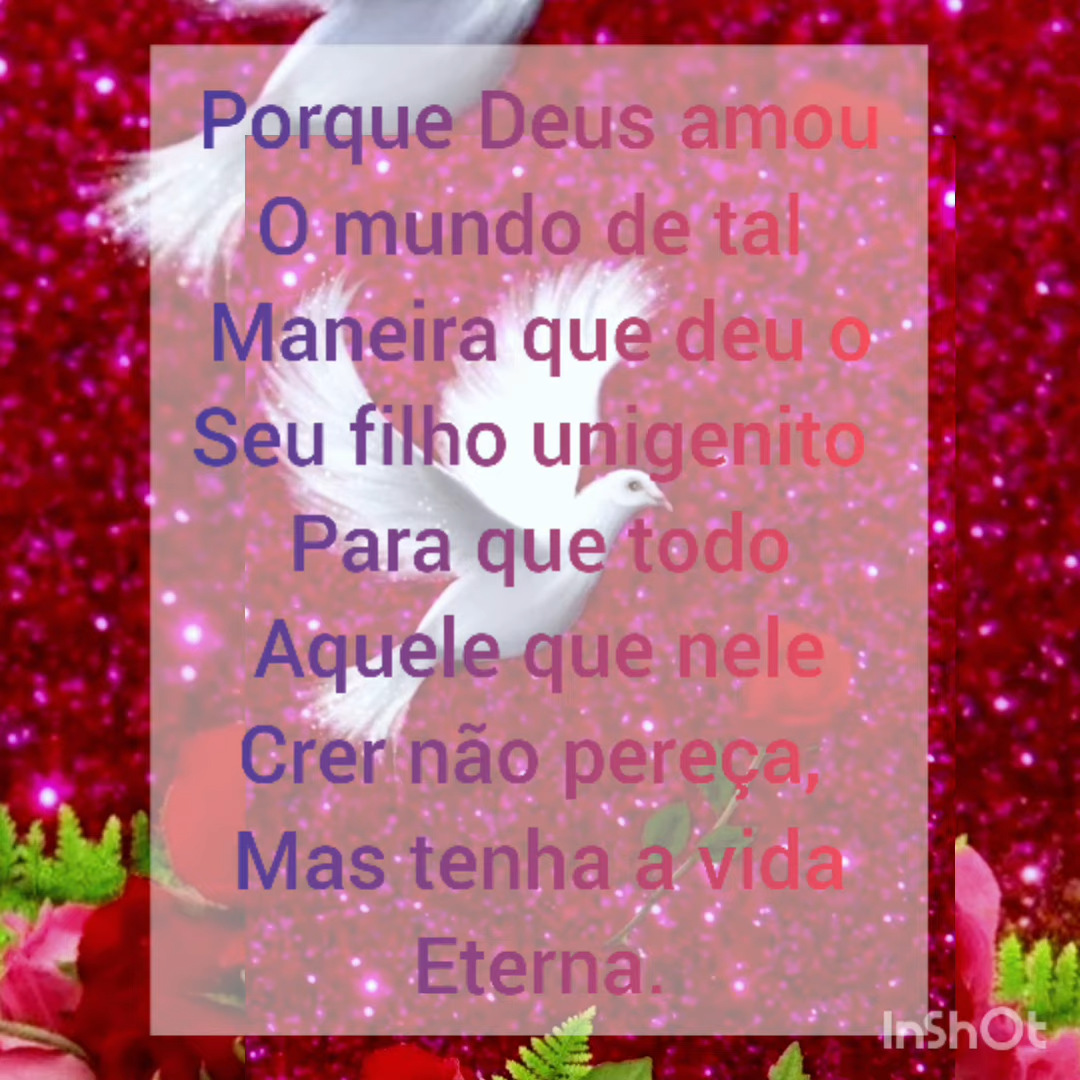 Porque Deus amou
O mundo de tal
Maneira que deu o
Seu filho unigenito
Para que todo
Aquele que nele
Crer não pereça,
Mas tenha a vida
Eterna.
InShOt